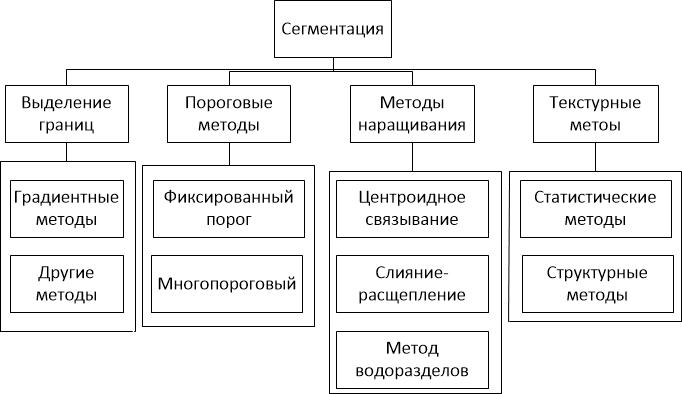 Сегментация
Выделение
границ
Пороговые
методы
Методы
наращивания
Текстурные
метоы
Градиентные
методы
Другие
методы
Фиксированный
порог
Многопороговый
Центроидное
связывание
Слияние-
расщепление
Метод
водоразделов
Статистические
методы
Структурные
методы